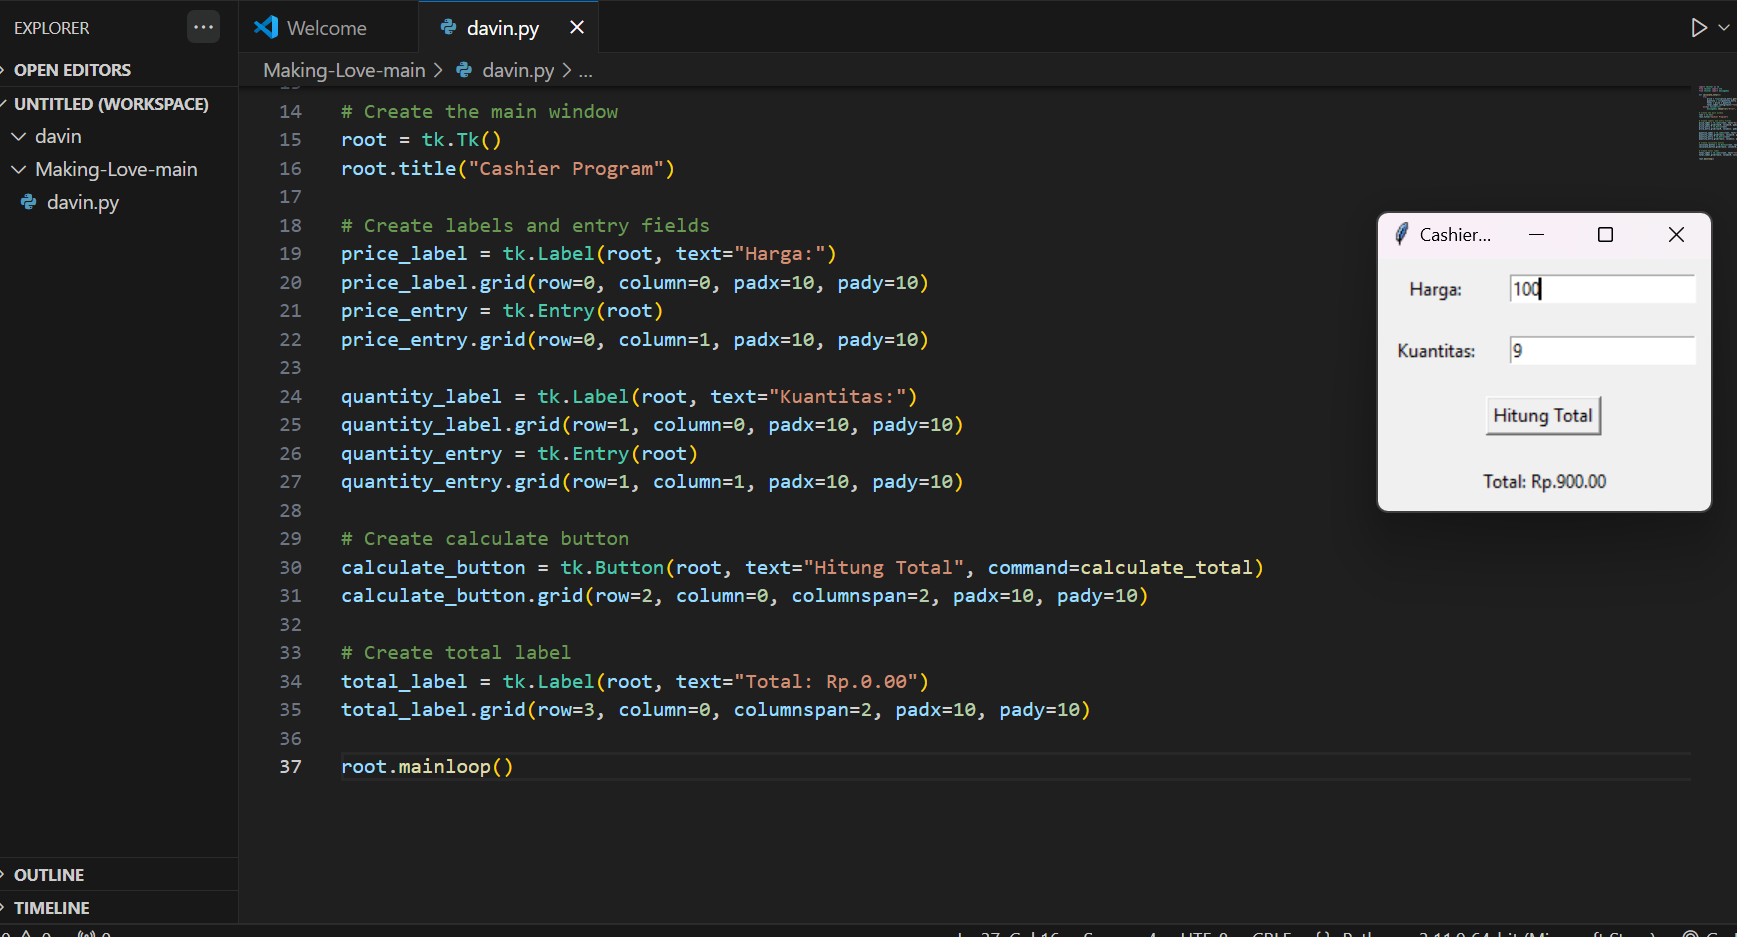 EXPLORER
OPEN EDITORS
UNTITLED (WORKSPACE)
davin
Making-Love-main
davin.py
OUTLINE
TIMELINE
Welcome
davin.py
Making-Love-main > davin.py > ...
14 # Create the main window
15 root = tk.Tk()
16 root.title("Cashier Program")
17
18 # Create labels and entry fields
19 price_label = tk.Label(root, text="Harga:")
20 price_label.grid(row=0, column=0, padx=10, pady=10)
21 price_entry = tk.Entry(root)
22 price_entry.grid(row=0, column=1, padx=10, pady=10)
23
24 quantity_label = tk.Label(root, text="Kuantitas:")
25 quantity_label.grid(row=1, column=0, padx=10, pady=10)
26 quantity_entry = tk.Entry(root)
27 quantity_entry.grid(row=1, column=1, padx=10, pady=10)
28
29 # Create calculate button
30 calculate_button = tk.Button(root, text="Hitung Total", command=calculate_total)
31 calculate_button.grid(row=2, column=0, columnspan=2, padx=10, pady=10)
32
33 # Create total label
34 total_label = tk.Label(root, text="Total: Rp.0.00")
35 total_label.grid(row=3, column=0, columnspan=2, padx=10, pady=10)
36
37 root.mainloop()
Cashier...
Harga: 100
Kuantitas: 9
Hitung Total
Total: Rp.900.00